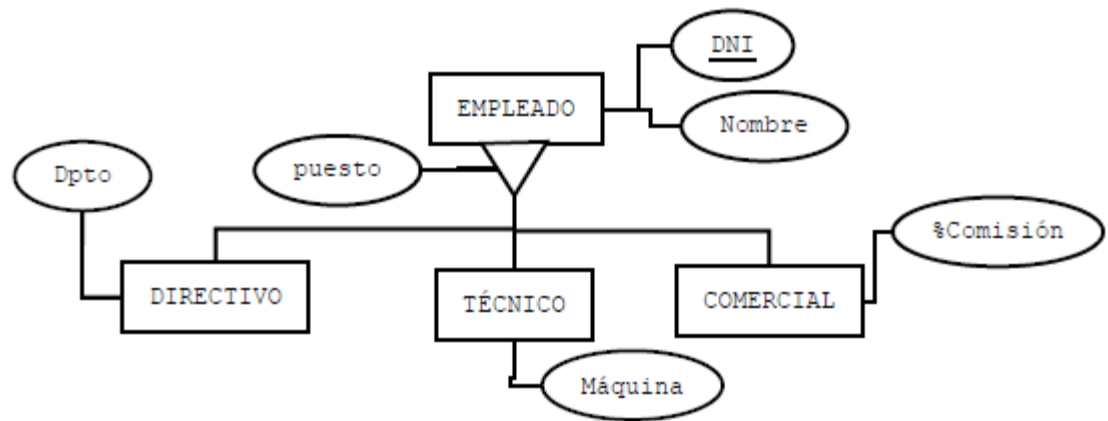 DNI
EMPLEADO
Nombre
puesto
Dpto
%Comisión
DIRECTIVO
TÉCNICO
COMERCIAL
Máquina